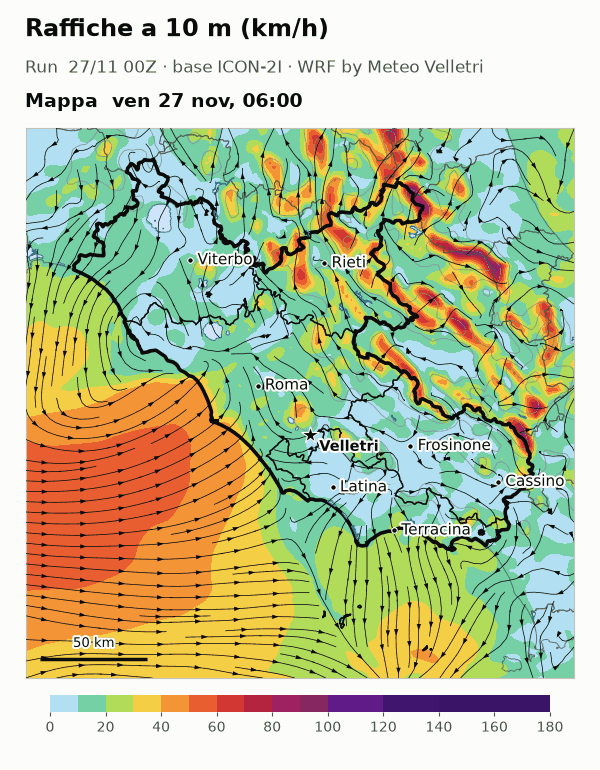 Raffiche a 10 m (km/h)
Run 27/11 00Z · base ICON-2I · WRF by Meteo Velletri
Mappa ven 27 nov, 06:00
Viterbo
Rieti
Roma
Velletri
Frosinone
Latina
Cassino
Terracina
50 km
0 20 40 60 80 100 120 140 160 180